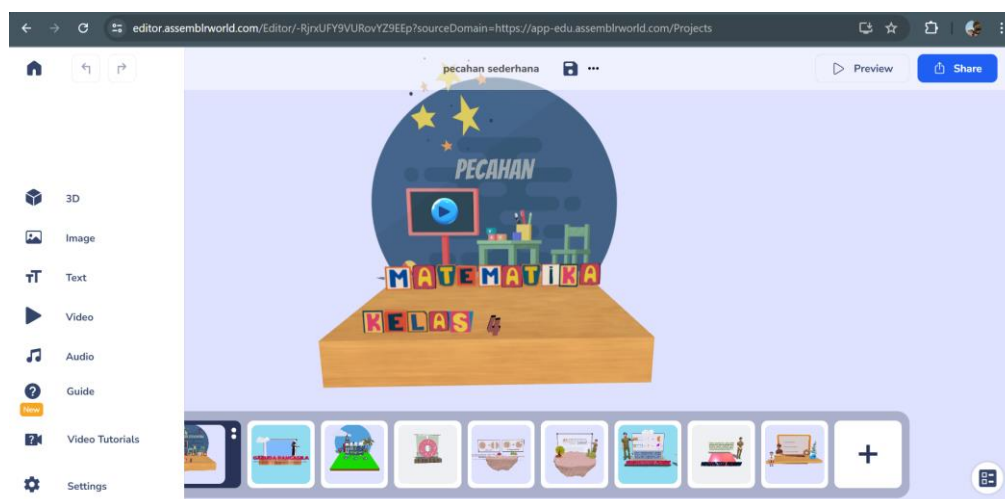 editor.assemblrworld.com/Editor/-RjrxUFY9VURovYZ9EEp?sourceDomain=https://app-edu.assemblrworld.com/Projects
pecahan sederhana
Preview
Share
PECAHAN
MATEMATIKA
KELAS 4
3D
Image
Text
Video
Audio
Guide
New
Video Tutorials
Settings